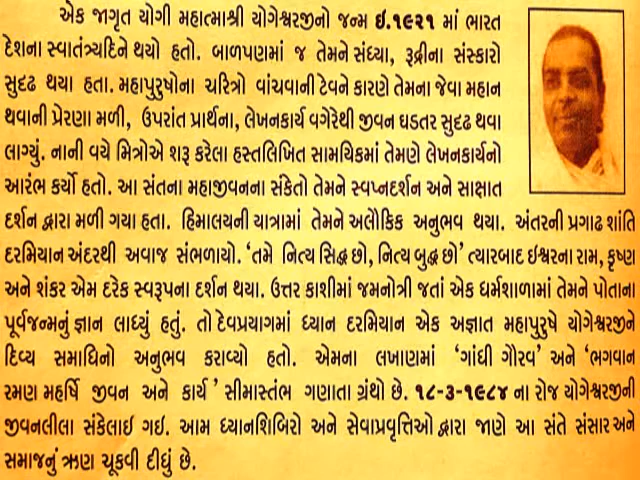 એક જાગૃત યોગી મહાત્માશ્રી યોગેશ્વરજીનો જન્મ ઇ.૧૯૨૧ માં ભારત
દેશના સ્વાતંત્ર્યદિને થયો હતો. બાળપણમાં જ તેમને સંધ્યા, રૂદ્રીના સંસ્કારો
સુદૃઢ થયા હતા. મહાપુરુષોના ચરિત્રો વાંચવાની ટેવને કારણે તેમના જેવા મહાન
થવાની પ્રેરણા મળી, ઉપરાંત પ્રાર્થના, લેખનકાર્ય વગેરેથી જીવન ઘડતર સુદૃઢ થવા
લાગ્યું. નાની વયે મિત્રોએ શરૂ કરેલા હસ્તલિખિત સામયિકમાં તેમણે લેખનકાર્યનો
આરંભ કર્યો હતો. આ સંતના મહાજીવનના સંકેતો તેમને સ્વપ્નદર્શન અને સાક્ષાત
દર્શન દ્વારા મળી ગયા હતા. હિમાલયની યાત્રામાં તેમને અલૌકિક અનુભવ થયા. અંતરની પ્રગાઢ શાંતિ
દરમિયાન અંદરથી અવાજ સંભળાયો. ‘તમે નિત્ય સિદ્ધ છો, નિત્ય બુદ્ધ છો’ ત્યારબાદ ઇશ્વરના રામ, કૃષ્ણ
અને શંકર એમ દરેક સ્વરૂપના દર્શન થયા. ઉત્તર કાશીમાં જમનોત્રી જતાં એક ધર્મશાળામાં તેમને પોતાના
પૂર્વજન્મનું જ્ઞાન લાધ્યું હતું. તો દેવપ્રયાગમાં ધ્યાન દરમિયાન એક અજ્ઞાત મહાપુરુષે યોગેશ્વરજીને
દિવ્ય સમાધિનો અનુભવ કરાવ્યો હતો. એમના લખાણમાં ‘ગાંધી ગૌરવ’ અને ‘ભગવાન
રમણ મહર્ષિ જીવન અને કાર્ય’ સીમાસ્તંભ ગણાતા ગ્રંથો છે. ૧૮-૩-૧૯૮૪ ના રોજ યોગેશ્વરજીની
જીવનલીલા સંકેલાઇ ગઇ. આમ ધ્યાનશિબિરો અને સેવાપ્રવૃત્તિઓ દ્વારા જાણે આ સંતે સંસાર અને
સમાજનું ઋણ ચૂકવી દીધું છે.